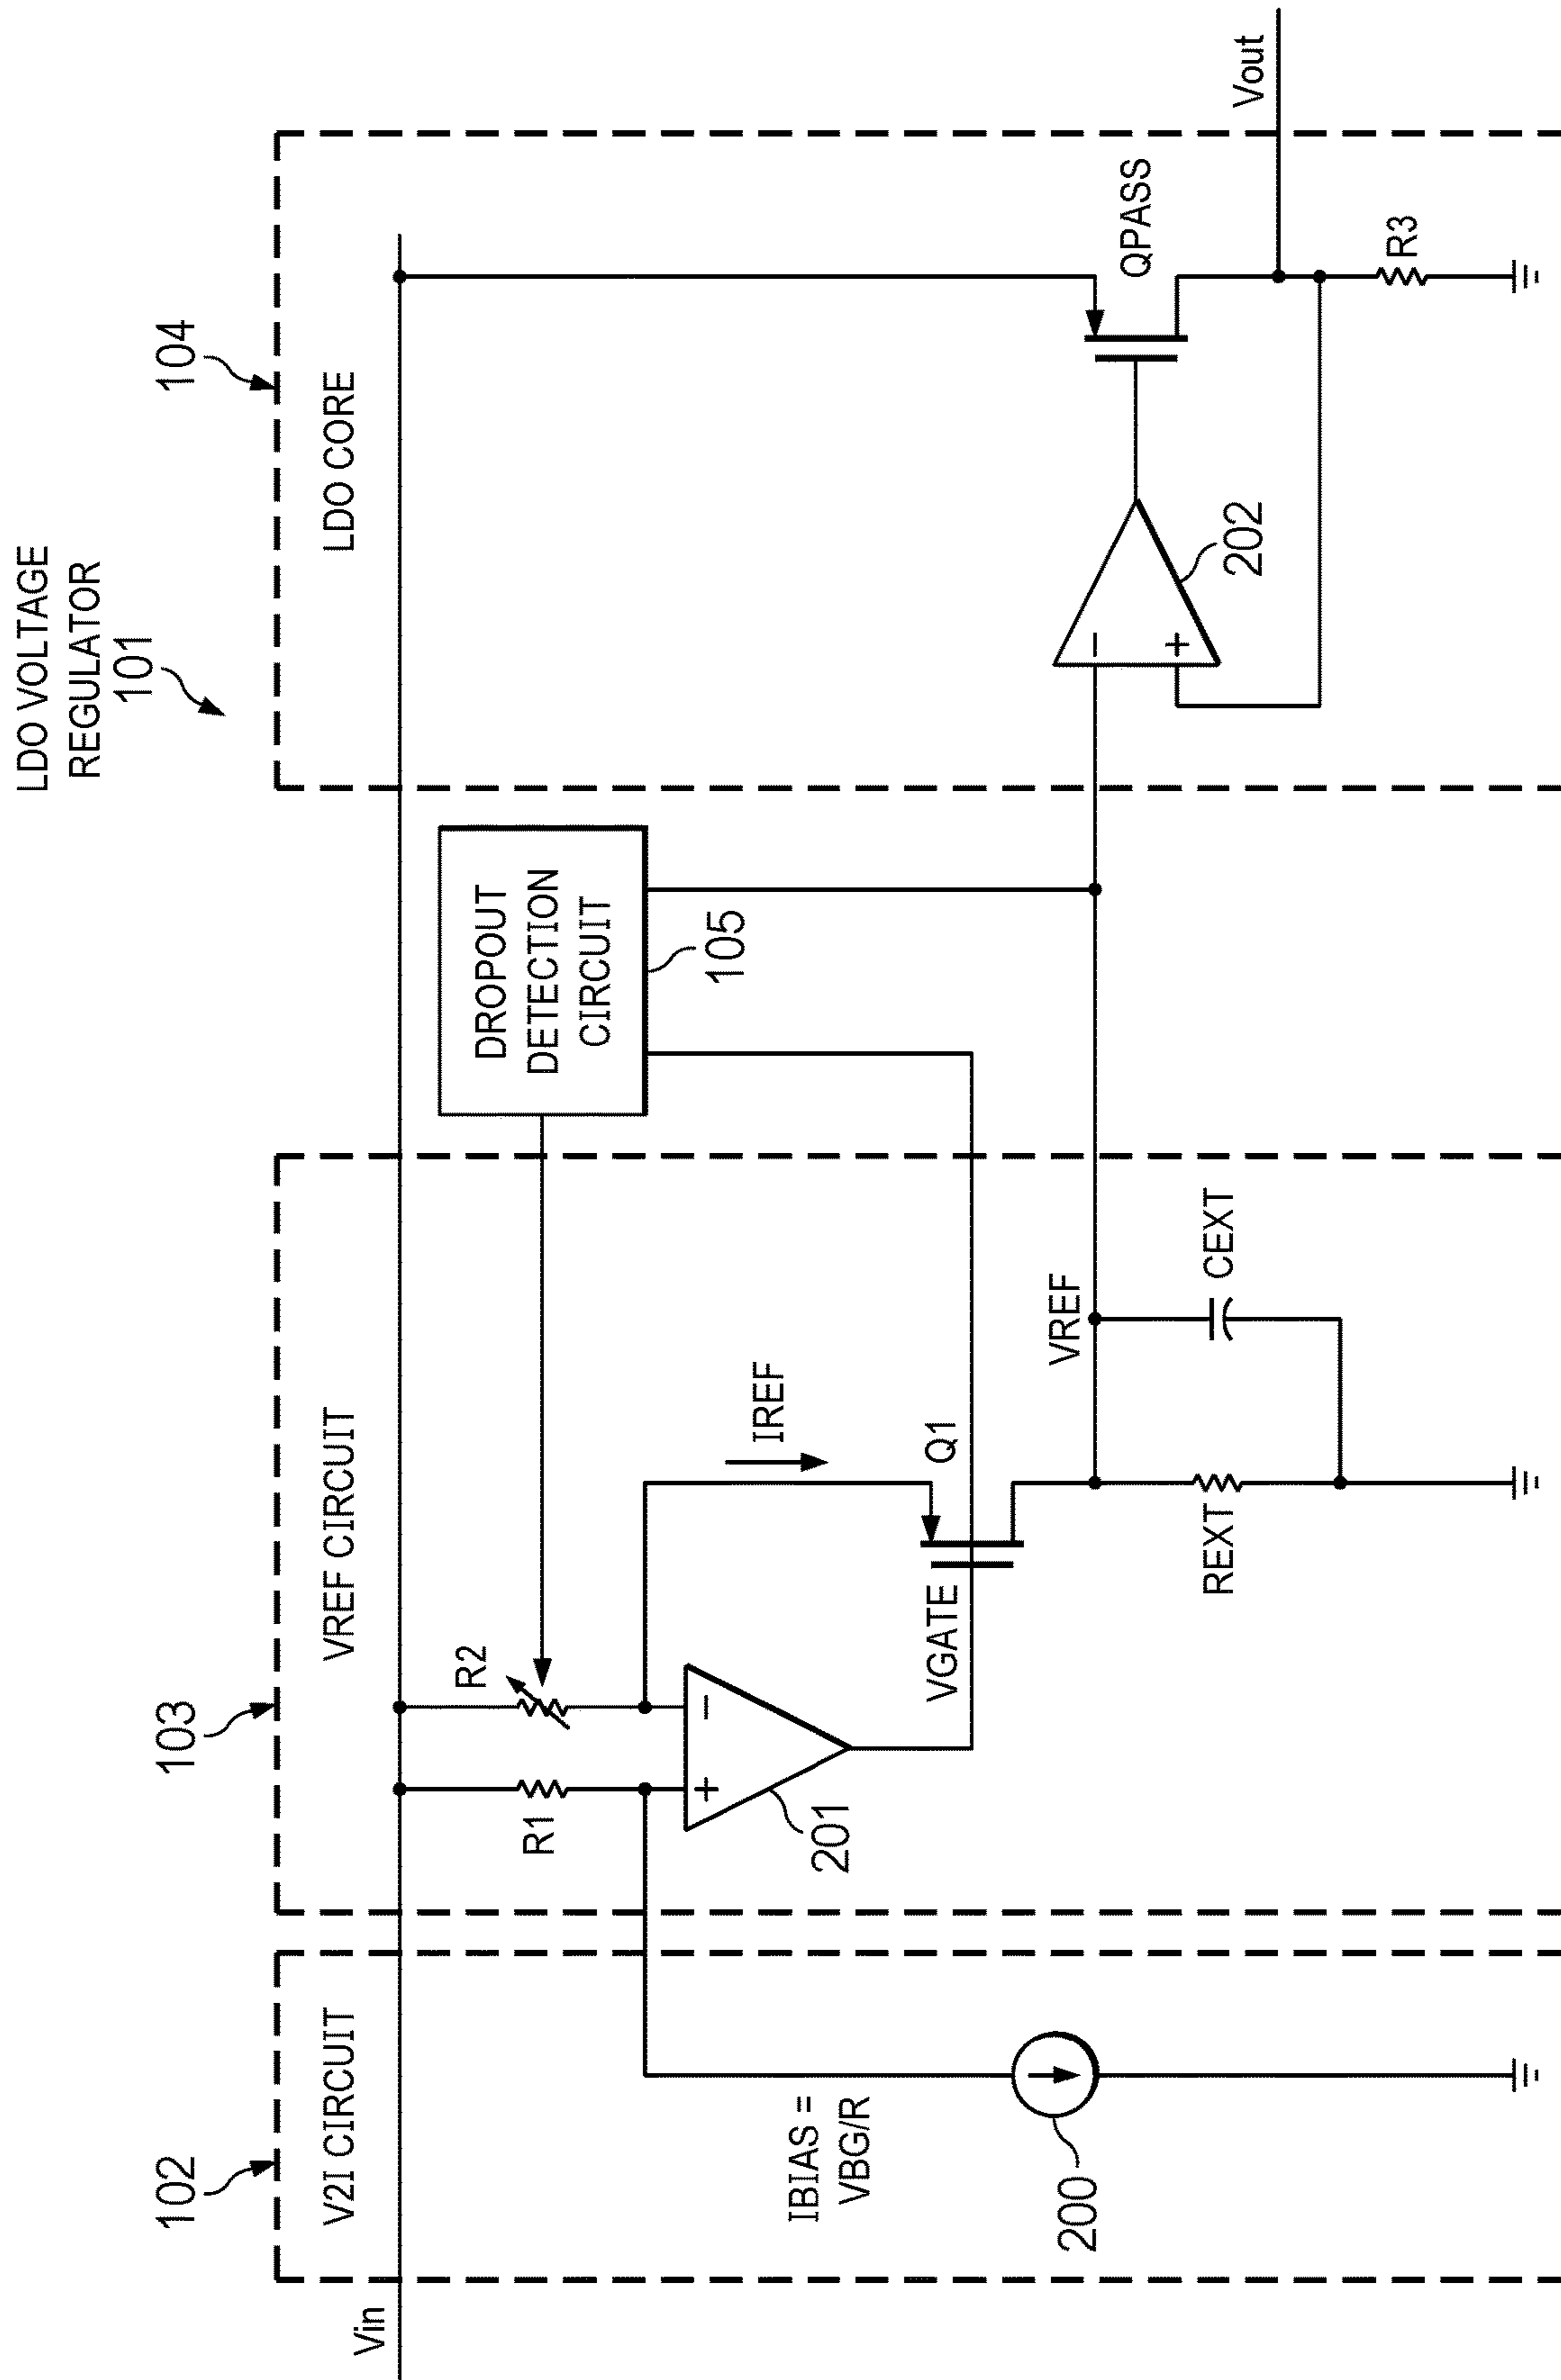 LDO VOLTAGE
REGULATOR
101
102
103
104
V2I CIRCUIT
VREF CIRCUIT
LDO CORE
Vin
R1
R2
DROPOUT
DETECTION
CIRCUIT
105
+
−
201
IREF
VGATE
Q1
IBIAS =
VBG/R
200
VREF
REXT
CEXT
−
+
202
QPASS
Vout
R3